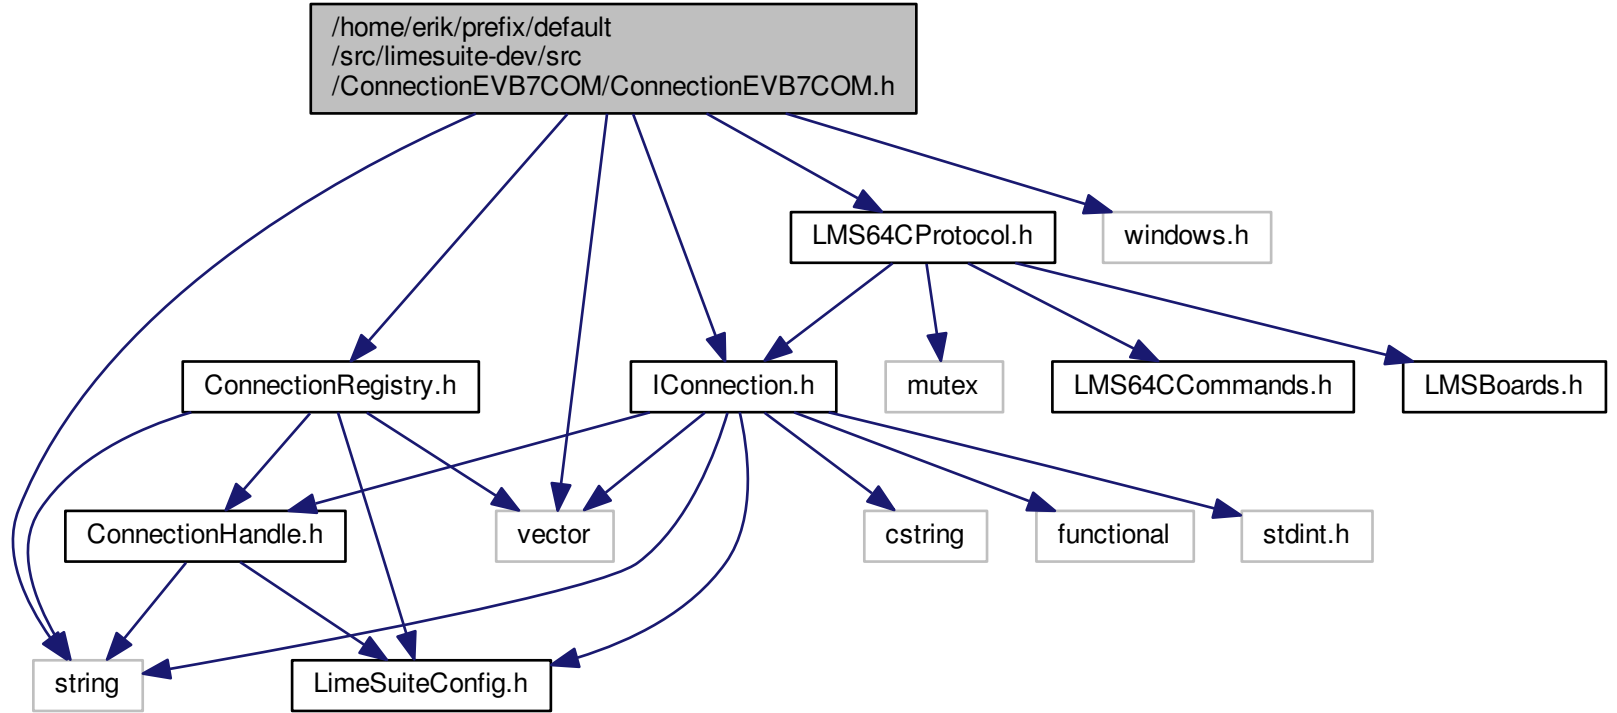 /home/erik/prefix/default
/src/limesuite-dev/src
/ConnectionEVB7COM/ConnectionEVB7COM.h
LMS64CProtocol.h
windows.h
ConnectionRegistry.h
IConnection.h
mutex
LMS64CCommands.h
LMSBoards.h
ConnectionHandle.h
vector
cstring
functional
stdint.h
string
LimeSuiteConfig.h